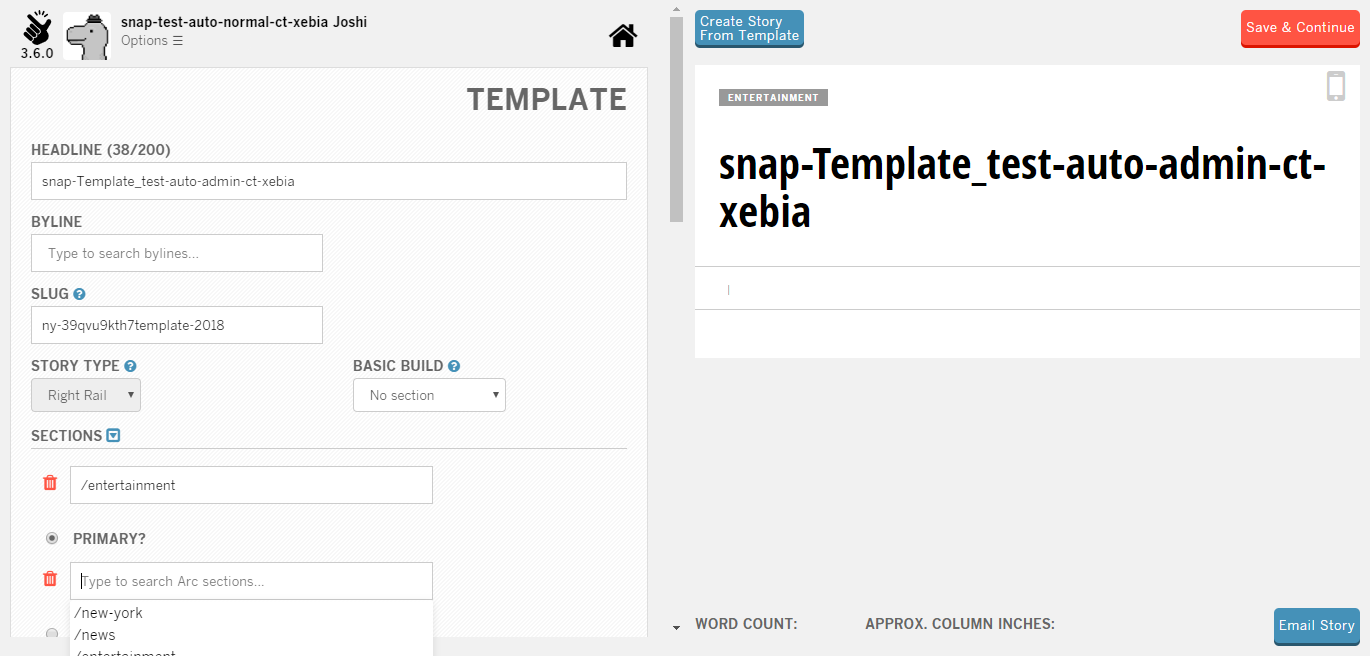 snap-test-auto-normal-ct-xebia Joshi
Options ☰
3.6.0
TEMPLATE
HEADLINE (38/200)
snap-Template_test-auto-admin-ct-xebia
BYLINE
Type to search bylines...
SLUG ?
ny-39qvu9kth7template-2018
STORY TYPE ?
BASIC BUILD ?
Right Rail
No section
SECTIONS
/entertainment
PRIMARY?
Type to search Arc sections...
/new-york
/news
/entertainment
Create Story
From Template
Save & Continue
ENTERTAINMENT
snap-Template_test-auto-admin-ct-
xebia
|
WORD COUNT:
APPROX. COLUMN INCHES:
Email Story